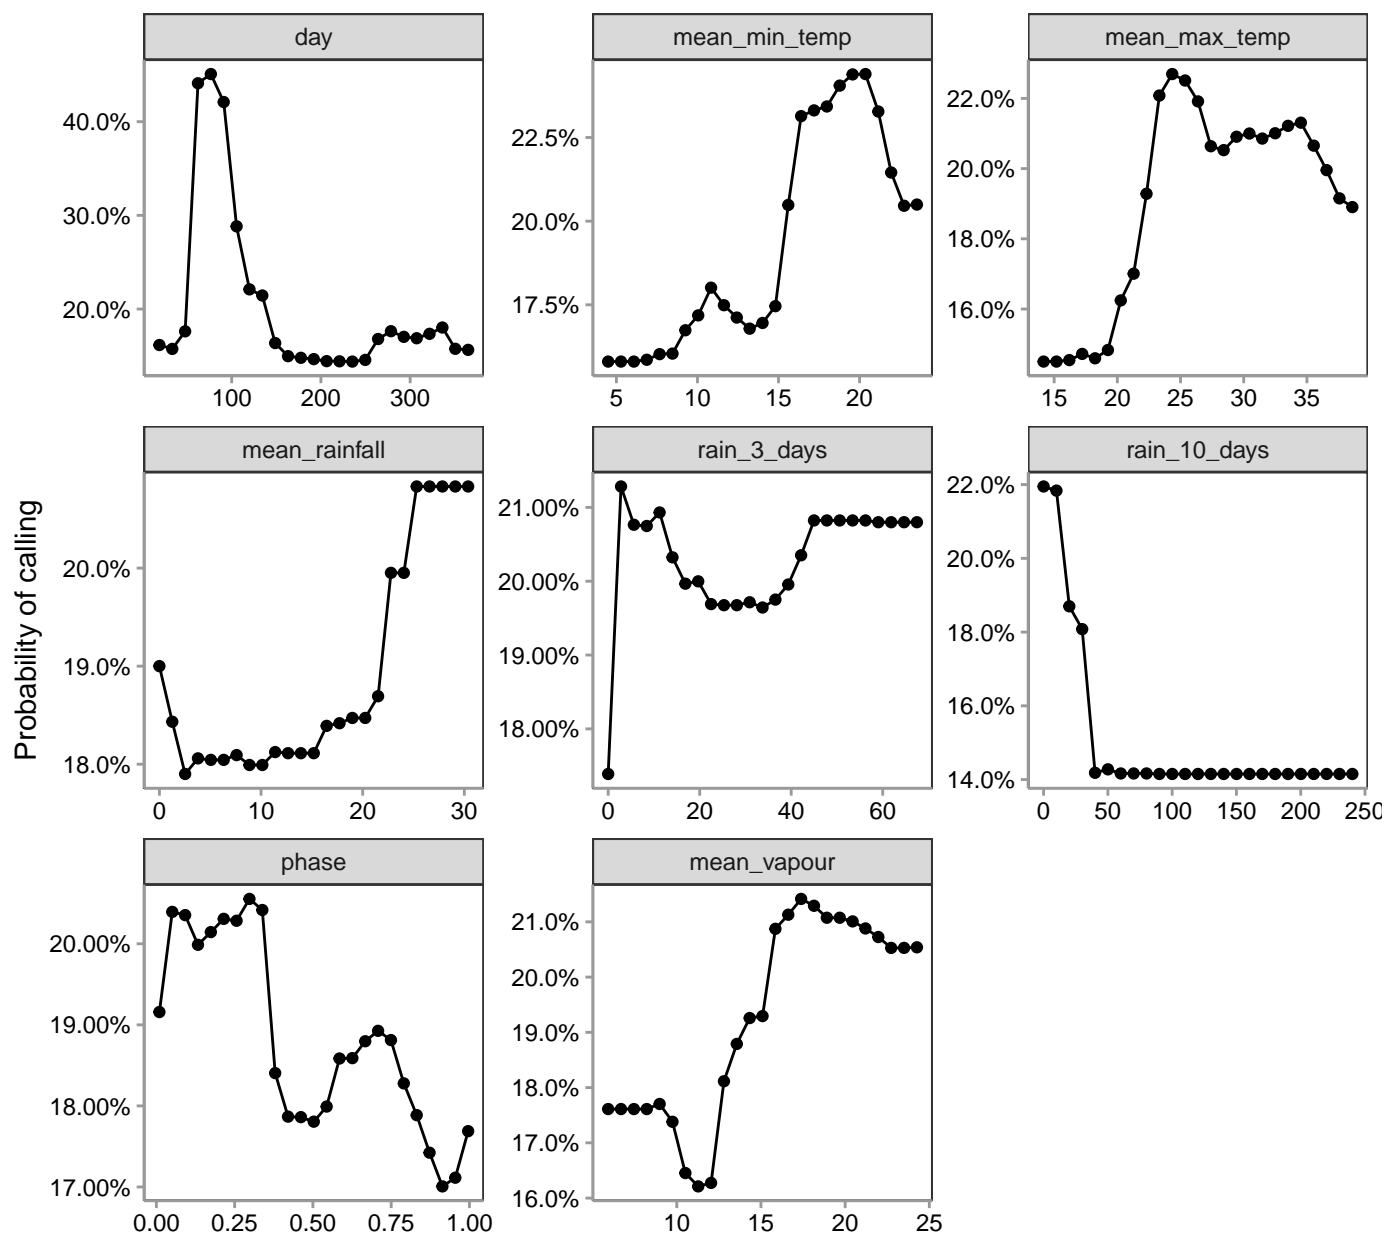 day mean_min_temp mean_max_temp
40.0% 30.0% 20.0%
22.5% 20.0% 17.5%
22.0% 20.0% 18.0% 16.0%
100 200 300
5 10 15 20
15 20 25 30 35
mean_rainfall rain_3_days rain_10_days
Probability of calling
20.0% 19.0% 18.0%
21.00% 20.00% 19.00% 18.00%
22.0% 20.0% 18.0% 16.0% 14.0%
0 10 20 30
0 20 40 60
0 50 100 150 200 250
phase mean_vapour
20.00% 19.00% 18.00% 17.00%
21.0% 20.0% 19.0% 18.0% 17.0% 16.0%
0.00 0.25 0.50 0.75 1.00
10 15 20 25